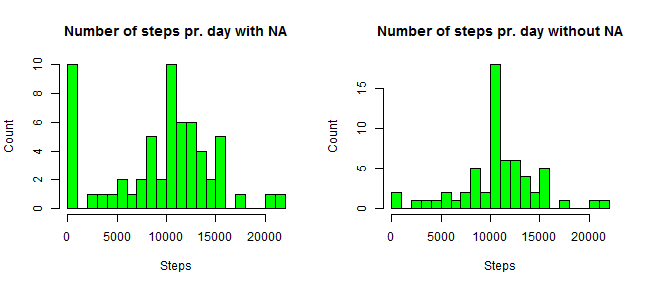 Number of steps pr. day with NA
Count
0 2 4 6 8 10
0 5000 10000 15000 20000
Steps
Number of steps pr. day without NA
Count
0 5 10 15
0 5000 10000 15000 20000
Steps